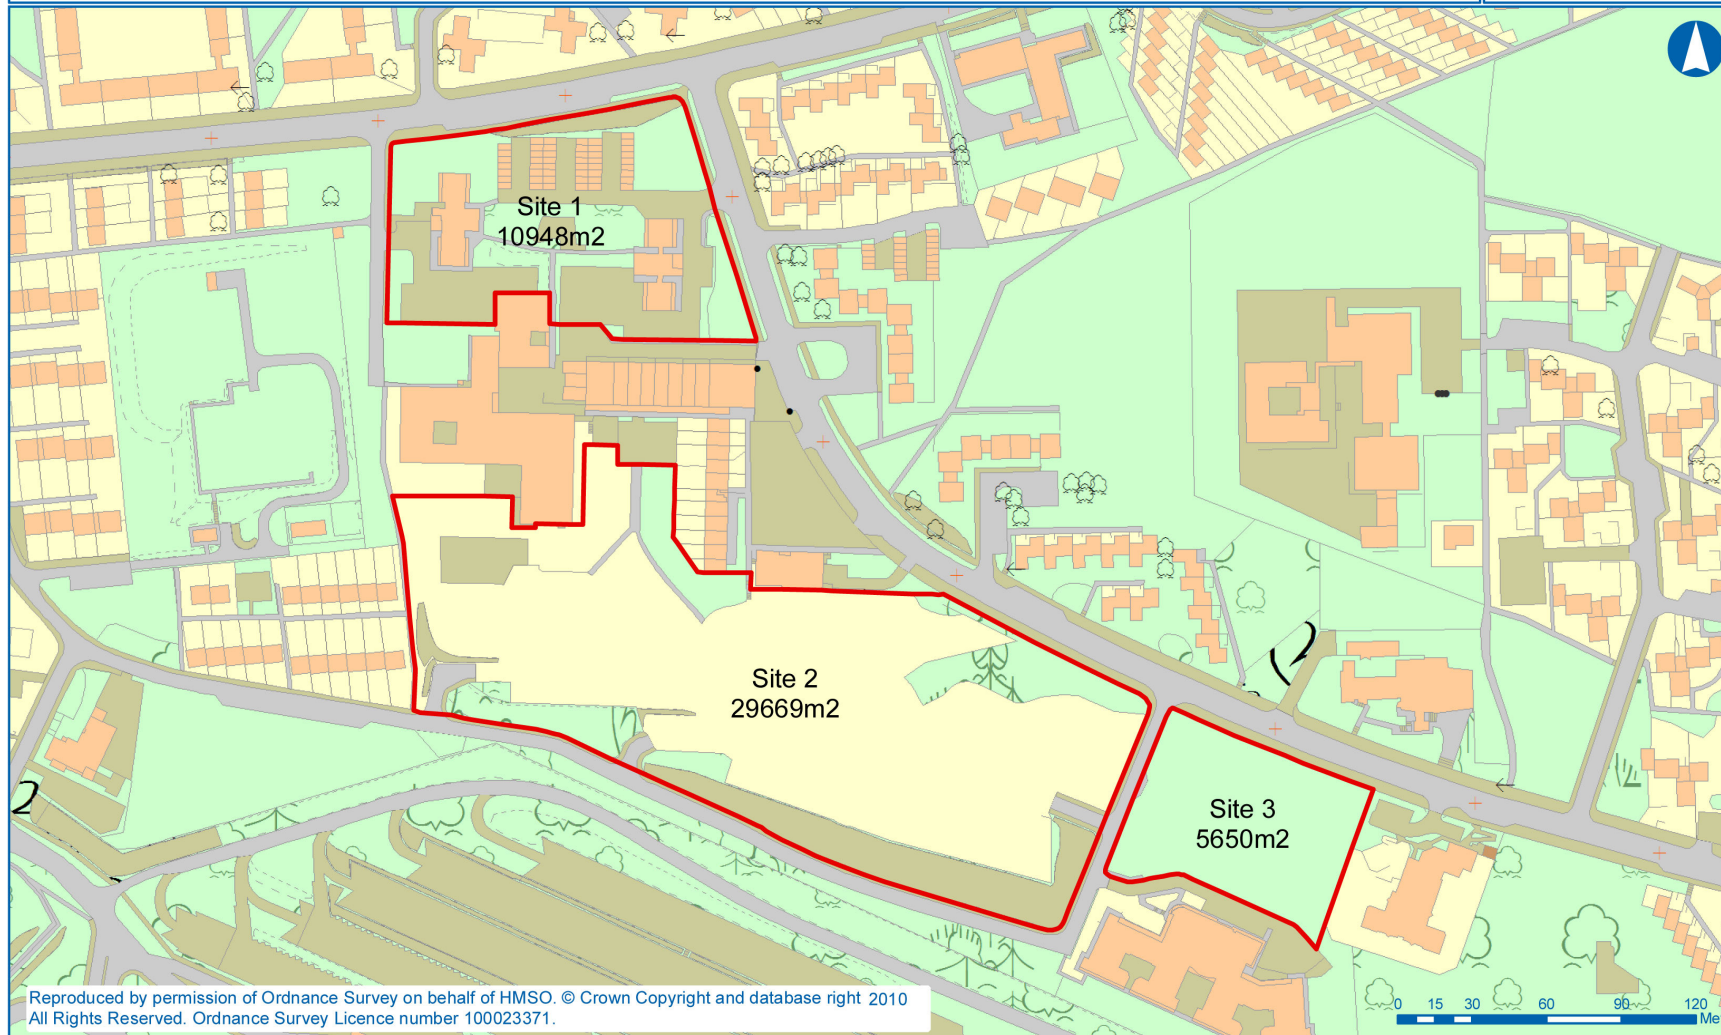 Site 1
10948m2
Site 2
29669m2
Site 3
5650m2
Reproduced by permission of Ordnance Survey on behalf of HMSO. © Crown Copyright and database right 2010
All Rights Reserved. Ordnance Survey Licence number 100023371.
0 15 30 60 90 120
Me